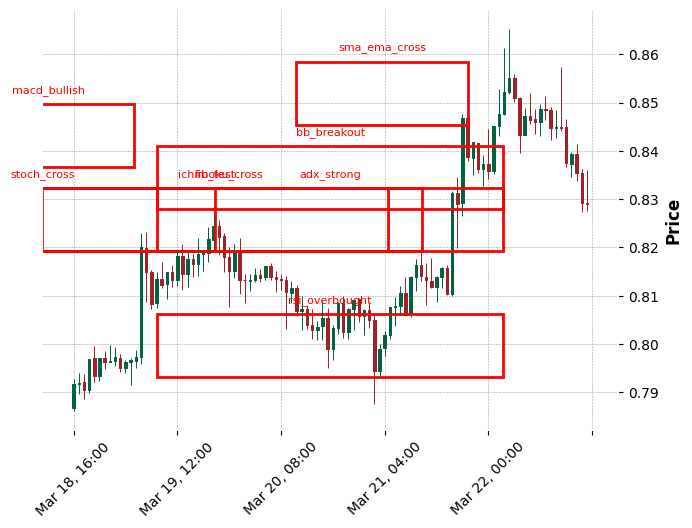 sma_ema_cross
0.86
macd_bullish
0.85
bb_breakout
0.84
stoch_cross
adx_strong
0.83
0.82
0.81
rsi_overbought
0.80
0.79
Price
Mar 18, 16:00
Mar 19, 12:00
Mar 20, 08:00
Mar 21, 04:00
Mar 22, 00:00